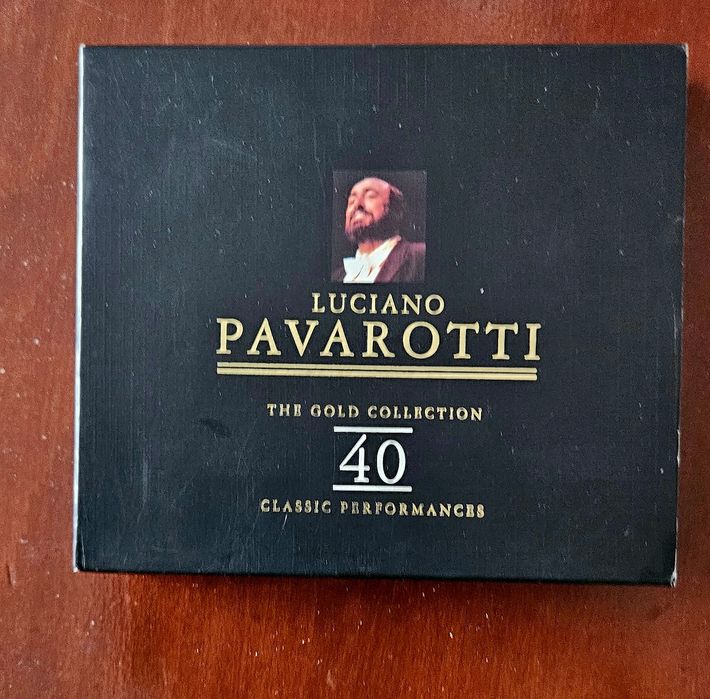 LUCIANO
PAVAROTTI
THE GOLD COLLECTION
40
CLASSIC PERFORMANCES